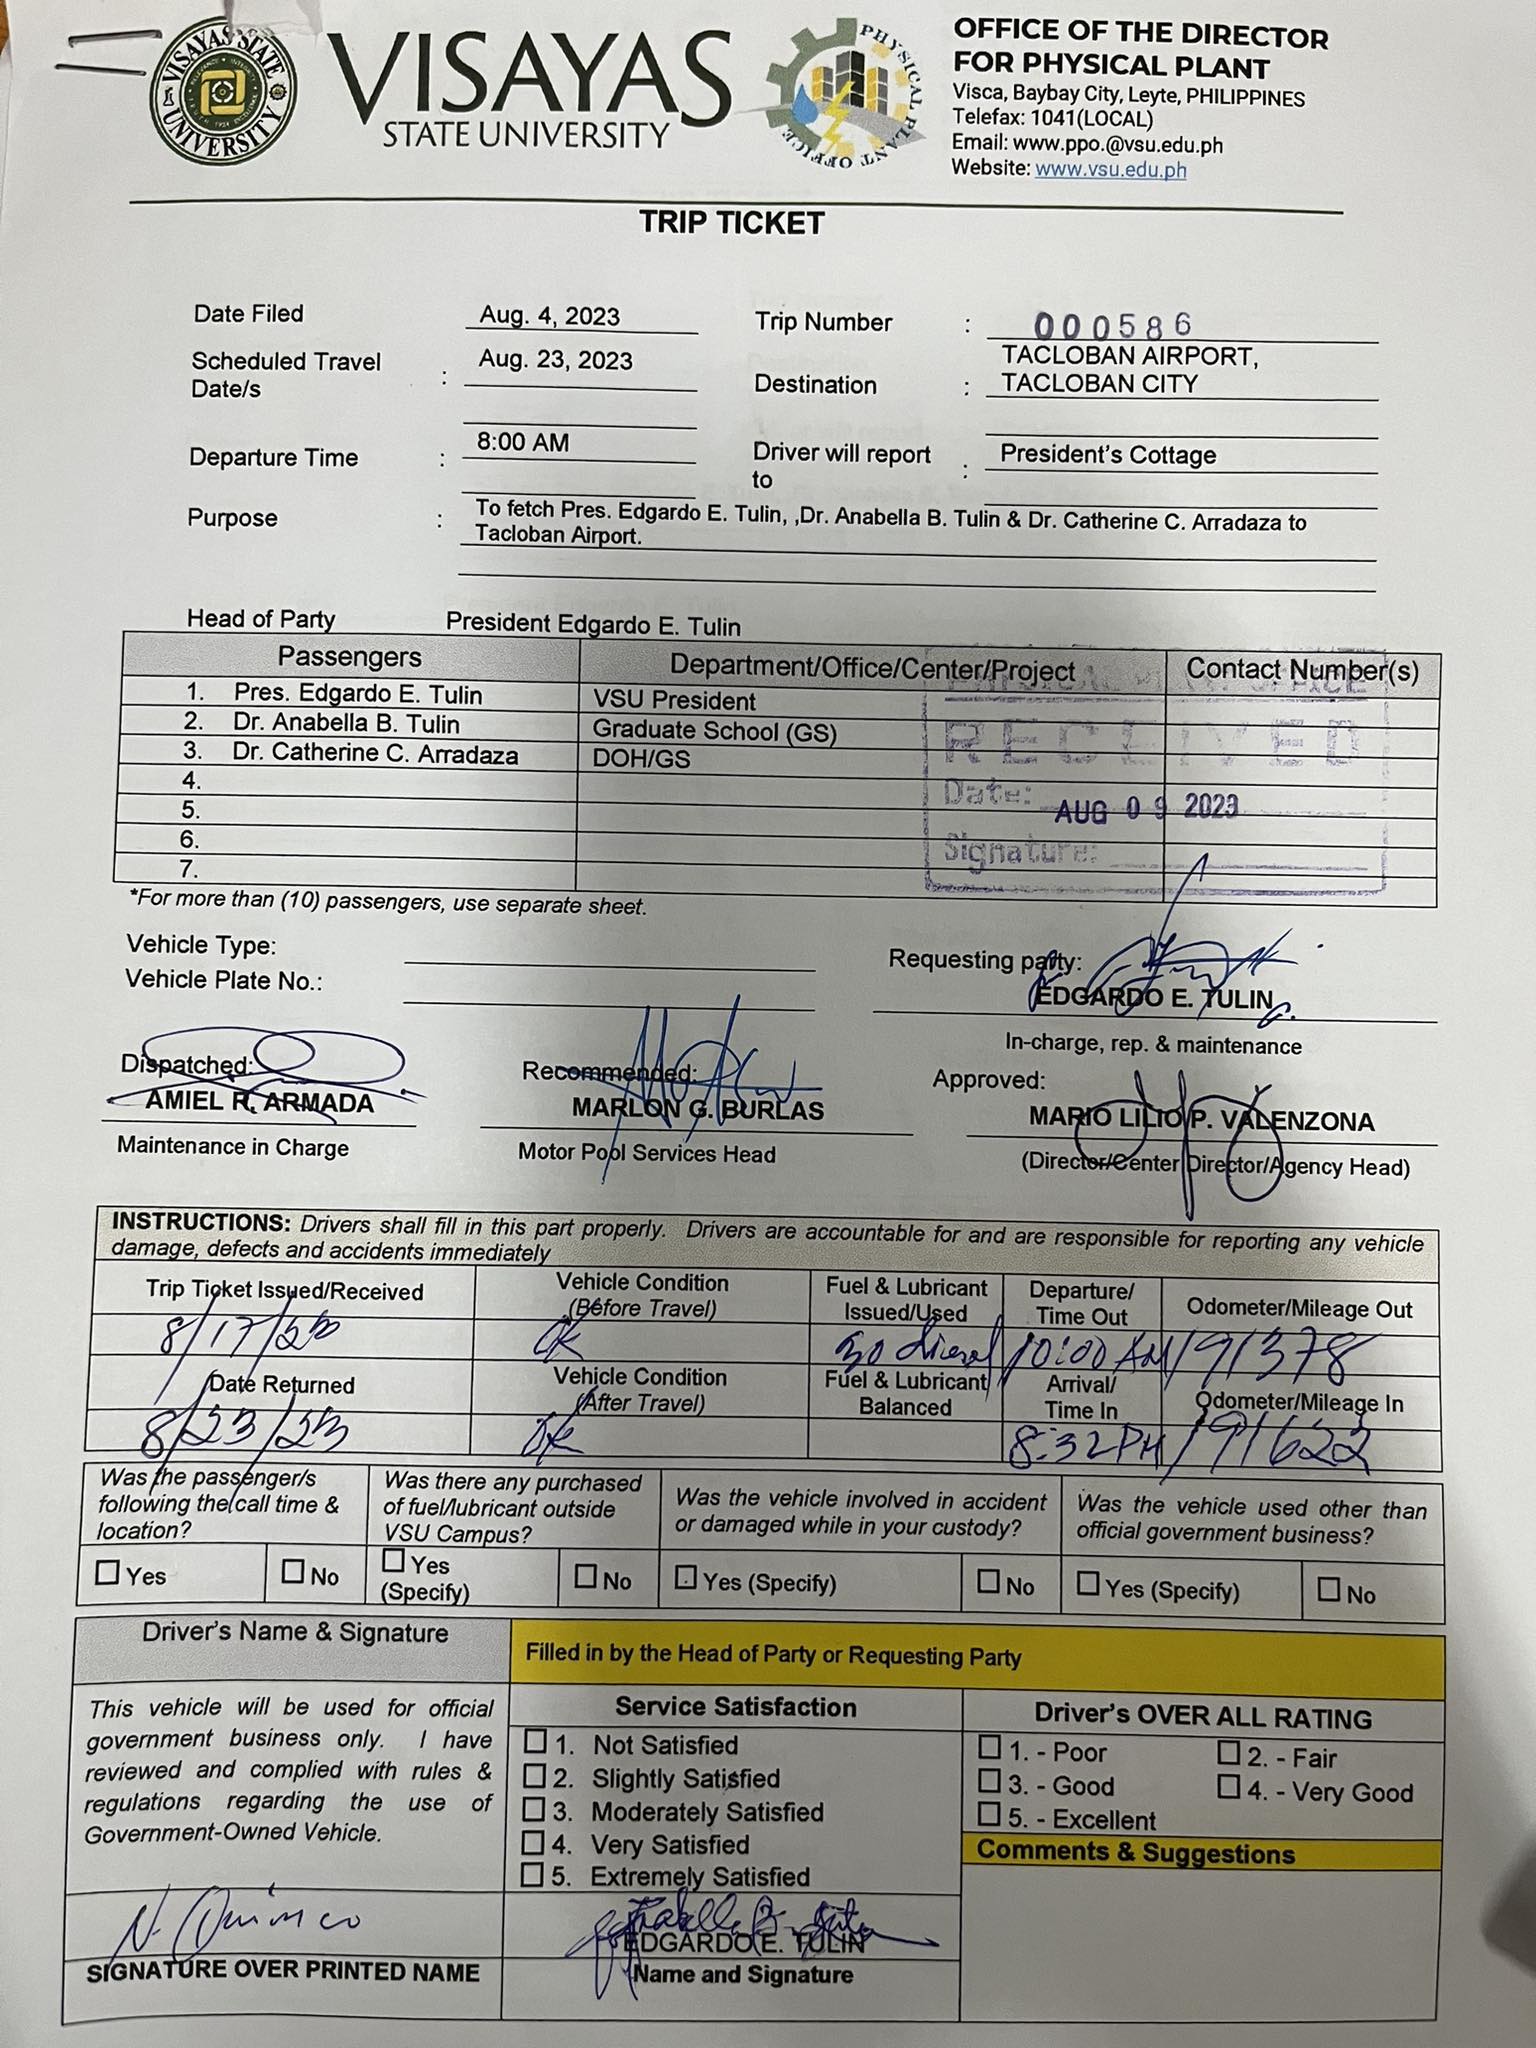 VISAYAS STATE UNIVERSITY
VISAYAS
STATE UNIVERSITY
PHYSICAL PLANT OFFICE
OFFICE OF THE DIRECTOR
FOR PHYSICAL PLANT
Visca, Baybay City, Leyte, PHILIPPINES
Telefax: 1041(LOCAL)
Email: www.ppo.@vsu.edu.ph
Website: www.vsu.edu.ph
TRIP TICKET
Date Filed Aug. 4, 2023 Trip Number : 000586
Scheduled Travel Date/s : Aug. 23, 2023 Destination : TACLOBAN AIRPORT, TACLOBAN CITY
Departure Time : 8:00 AM Driver will report to : President's Cottage
Purpose : To fetch Pres. Edgardo E. Tulin, ,Dr. Anabella B. Tulin & Dr. Catherine C. Arradaza to
Tacloban Airport.
Head of Party President Edgardo E. Tulin
Passengers Department/Office/Center/Project Contact Number(s)
1. Pres. Edgardo E. Tulin VSU President
2. Dr. Anabella B. Tulin Graduate School (GS)
3. Dr. Catherine C. Arradaza DOH/GS
4.
5.
6.
7.
RECEIVED
Date: AUG 09 2023
Signature:
*For more than (10) passengers, use separate sheet.
Vehicle Type:
Vehicle Plate No.:
Requesting party:
EDGARDO E. TULIN
In-charge, rep. & maintenance
Dispatched:
AMIEL R. ARMADA
Maintenance in Charge
Recommended:
MARLON G. BURLAS
Motor Pool Services Head
Approved:
MARIO LILIO P. VALENZONA
(Director/Center Director/Agency Head)
INSTRUCTIONS: Drivers shall fill in this part properly. Drivers are accountable for and are responsible for reporting any vehicle
damage, defects and accidents immediately
Trip Ticket Issued/Received Vehicle Condition (Before Travel) Fuel & Lubricant Issued/Used Departure/ Time Out Odometer/Mileage Out
8/17/23 OK 30 diesel 10:00 AM 191378
Date Returned Vehicle Condition (After Travel) Fuel & Lubricant Balanced Arrival/ Time In Odometer/Mileage In
8/23/23 OK 8:32 PM 191622
Was the passenger/s
following the call time &
location?
Yes No
Was there any purchased
of fuel/lubricant outside
VSU Campus?
Yes (Specify) No
Was the vehicle involved in accident
or damaged while in your custody?
Yes (Specify) No
Was the vehicle used other than
official government business?
Yes (Specify) No
Driver's Name & Signature
This vehicle will be used for official
government business only. I have
reviewed and complied with rules &
regulations regarding the use of
Government-Owned Vehicle.
SIGNATURE OVER PRINTED NAME
Filled in by the Head of Party or Requesting Party
Service Satisfaction
1. Not Satisfied
2. Slightly Satisfied
3. Moderately Satisfied
4. Very Satisfied
5. Extremely Satisfied
EDGARDO E. TULIN
Name and Signature
Driver's OVER ALL RATING
1. - Poor 2. - Fair
3. - Good 4. - Very Good
5. - Excellent
Comments & Suggestions